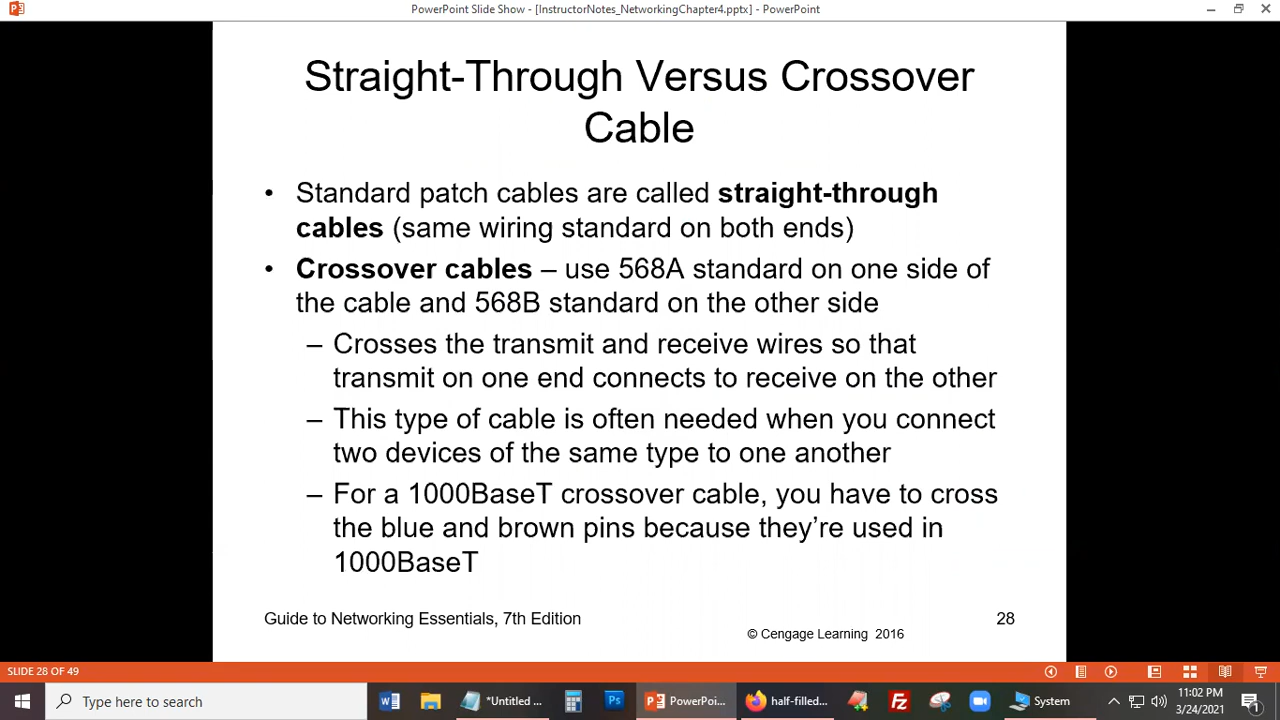 PowerPoint Slide Show - [InstructorNotes_NetworkingChapter4.pptx] - PowerPoint
Straight-Through Versus Crossover
Cable
• Standard patch cables are called straight-through
cables (same wiring standard on both ends)
• Crossover cables – use 568A standard on one side of
the cable and 568B standard on the other side
– Crosses the transmit and receive wires so that
transmit on one end connects to receive on the other
– This type of cable is often needed when you connect
two devices of the same type to one another
– For a 1000BaseT crossover cable, you have to cross
the blue and brown pins because they’re used in
1000BaseT
Guide to Networking Essentials, 7th Edition
28
© Cengage Learning 2016
SLIDE 28 OF 49
Type here to search
*Untitled ...
PowerPoi...
half-filled...
System
11:02 PM
3/24/2021
1